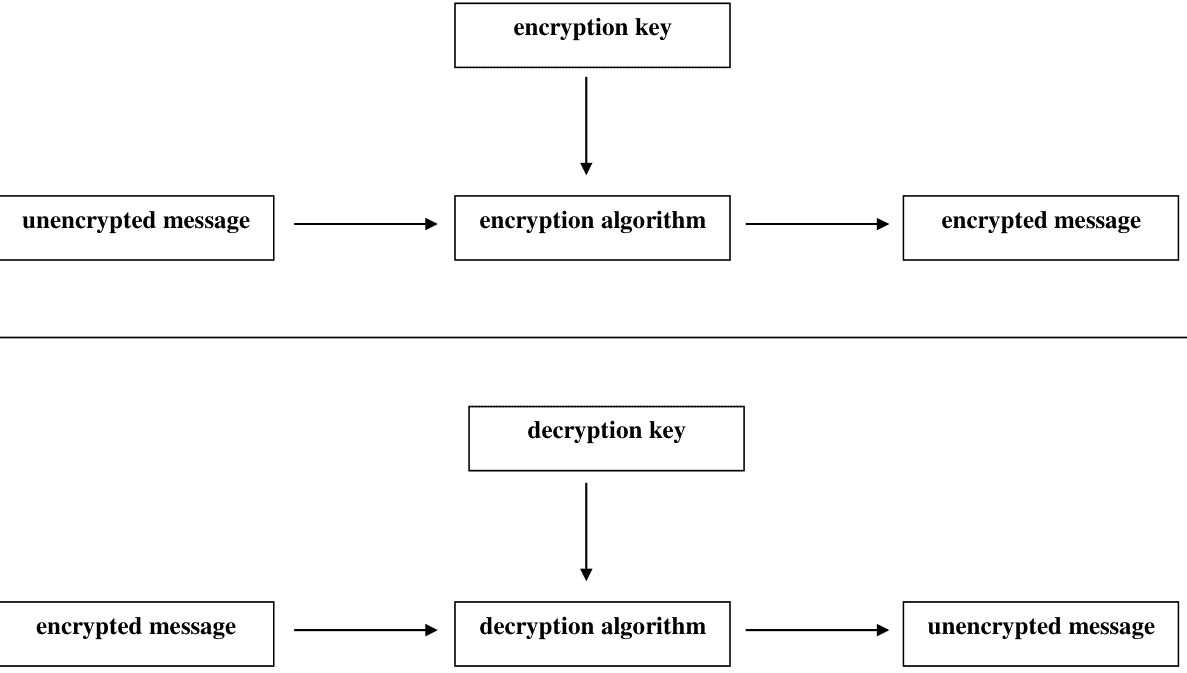 encryption key
unencrypted message
encryption algorithm
encrypted message
decryption key
encrypted message
decryption algorithm
unencrypted message